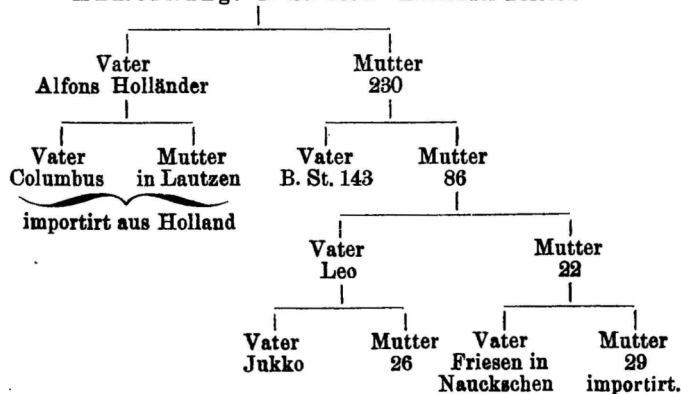 Vater Mutter
Alfons Holländer 230
Vater Mutter Vater Mutter
Columbus in Lautzen B. St. 143 86
importirt aus Holland
Vater Mutter
Leo 22
Vater Mutter Vater Mutter
Jukko 26 Friesen in 29
Nauckschen importirt.